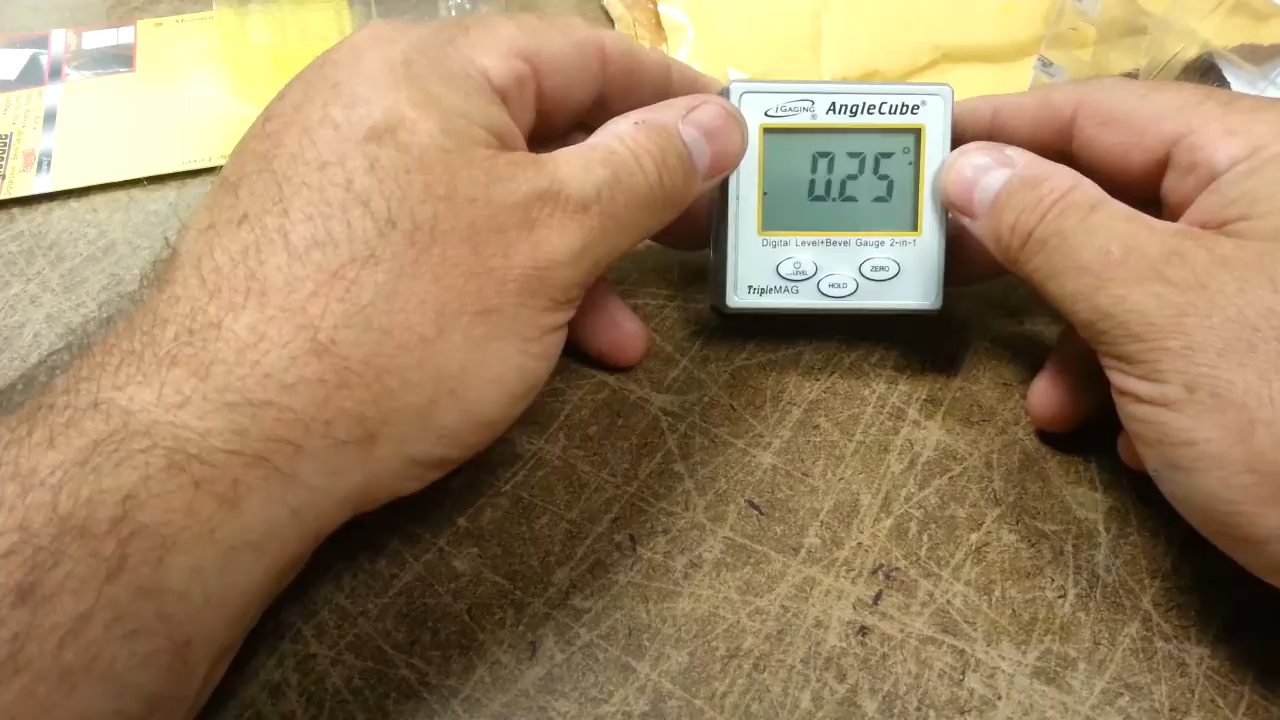 iGAGING® AngleCube®
0.25°
Digital Level+Bevel Gauge 2-in-1
LEVEL
ZERO
HOLD
TripleMAG